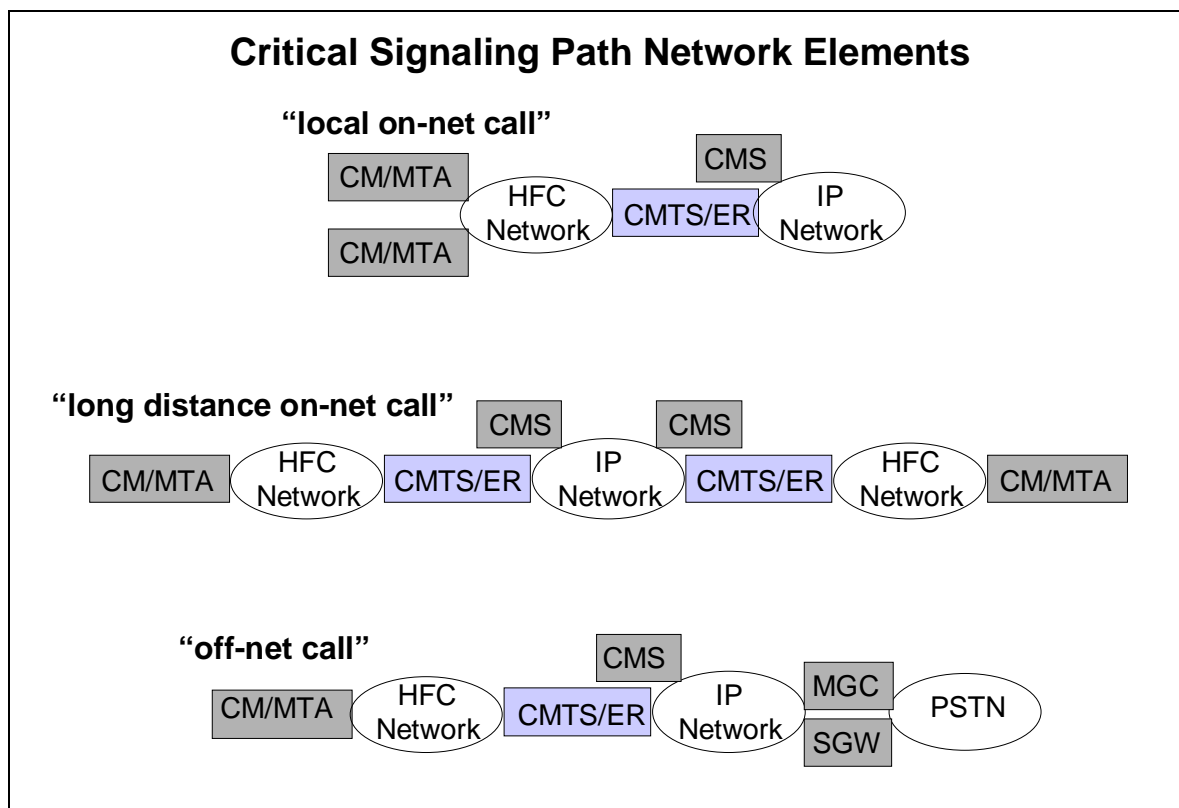 Critical Signaling Path Network Elements
“local on-net call”
CMS
CM/MTA
HFC
Network
CMTS/ER
IP
Network
CM/MTA
“long distance on-net call”
CMS
CMS
CM/MTA
HFC
Network
CMTS/ER
IP
Network
CMTS/ER
HFC
Network
CM/MTA
“off-net call”
CMS
CM/MTA
HFC
Network
CMTS/ER
IP
Network
MGC
SGW
PSTN